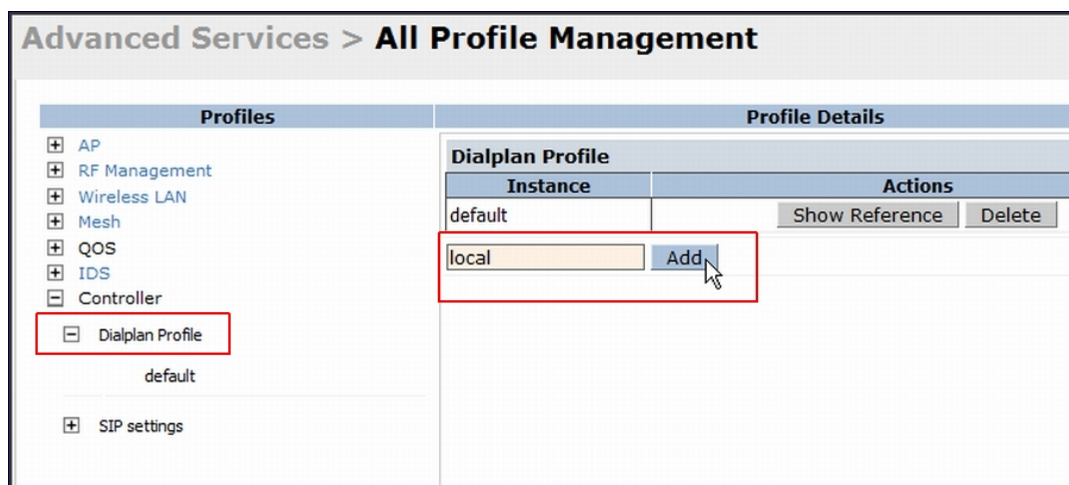 Advanced Services > All Profile Management
Profiles
AP
RF Management
Wireless LAN
Mesh
QOS
IDS
Controller
Dialplan Profile
default
SIP settings
Profile Details
Dialplan Profile
Instance Actions
default Show Reference Delete
local Add